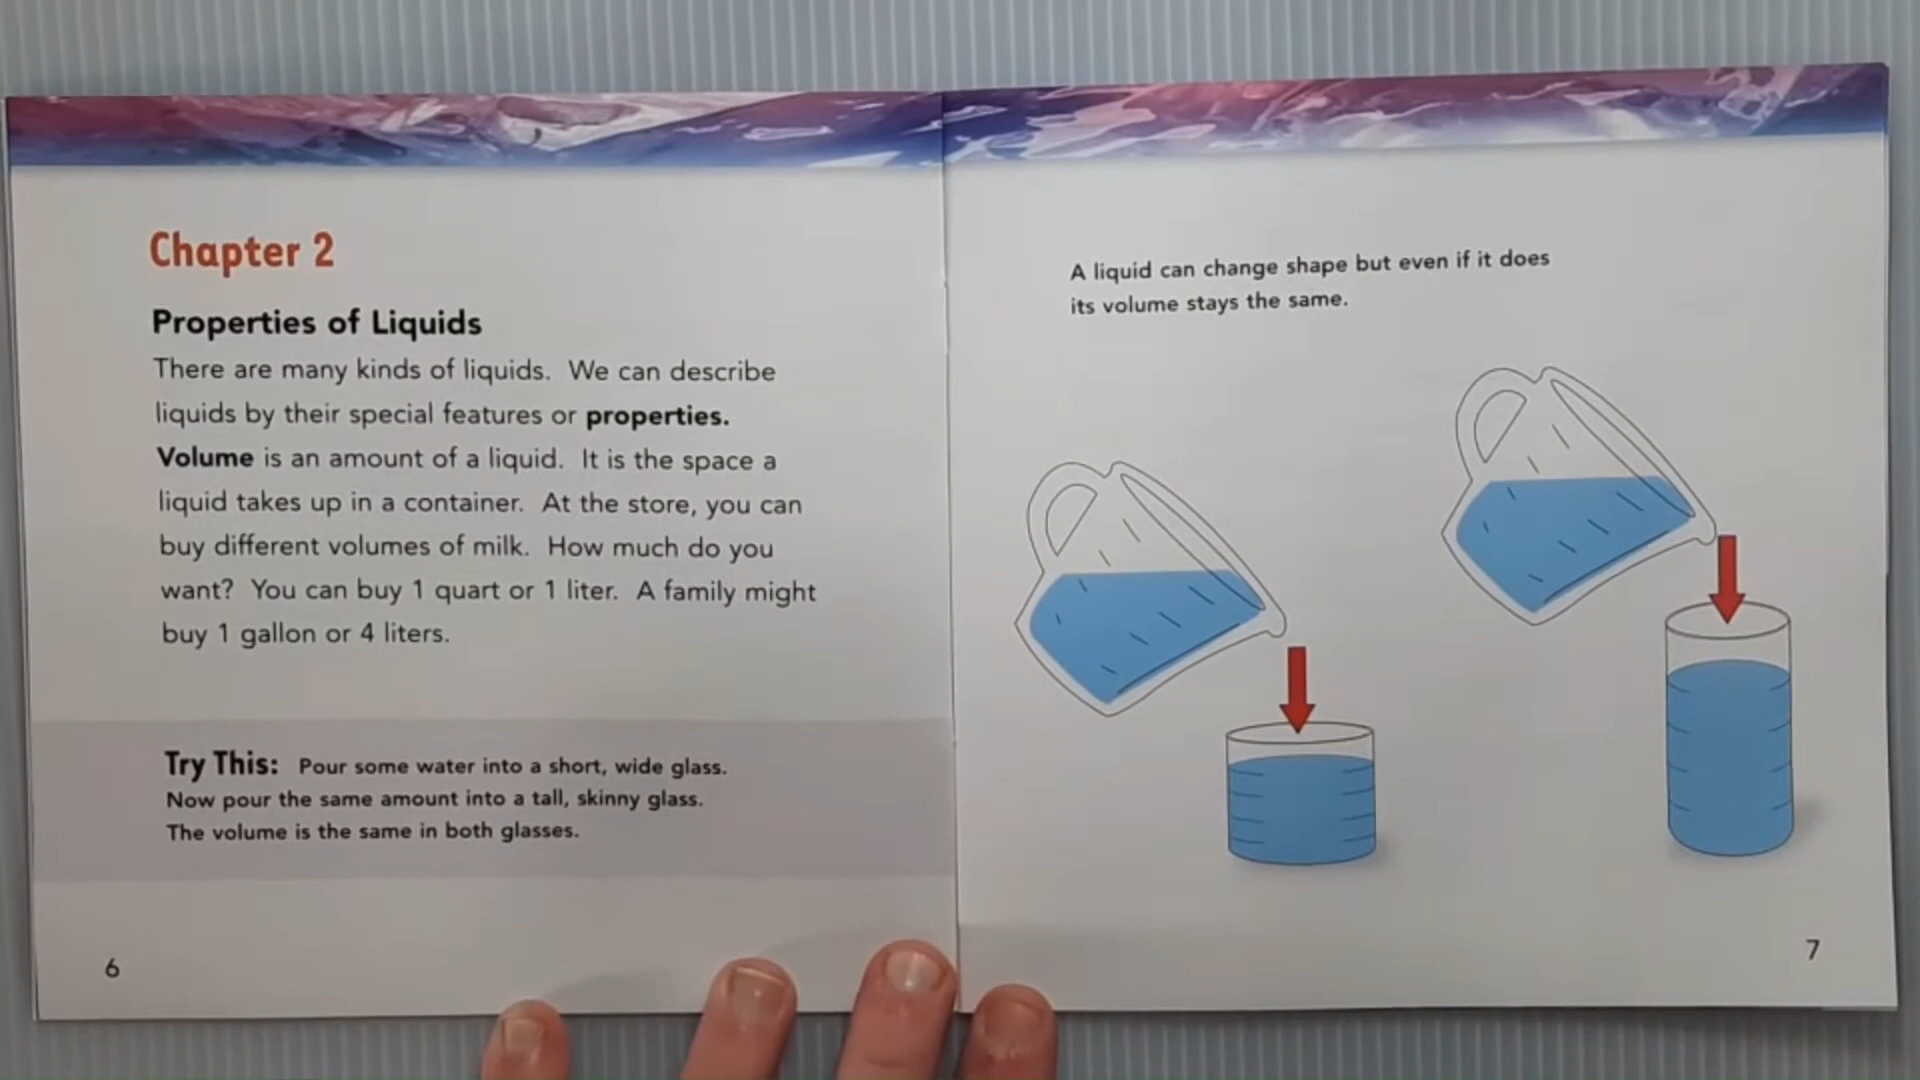 Chapter 2
Properties of Liquids
There are many kinds of liquids. We can describe
liquids by their special features or properties.
Volume is an amount of a liquid. It is the space a
liquid takes up in a container. At the store, you can
buy different volumes of milk. How much do you
want? You can buy 1 quart or 1 liter. A family might
buy 1 gallon or 4 liters.
Try This: Pour some water into a short, wide glass.
Now pour the same amount into a tall, skinny glass.
The volume is the same in both glasses.
6
A liquid can change shape but even if it does
its volume stays the same.
7